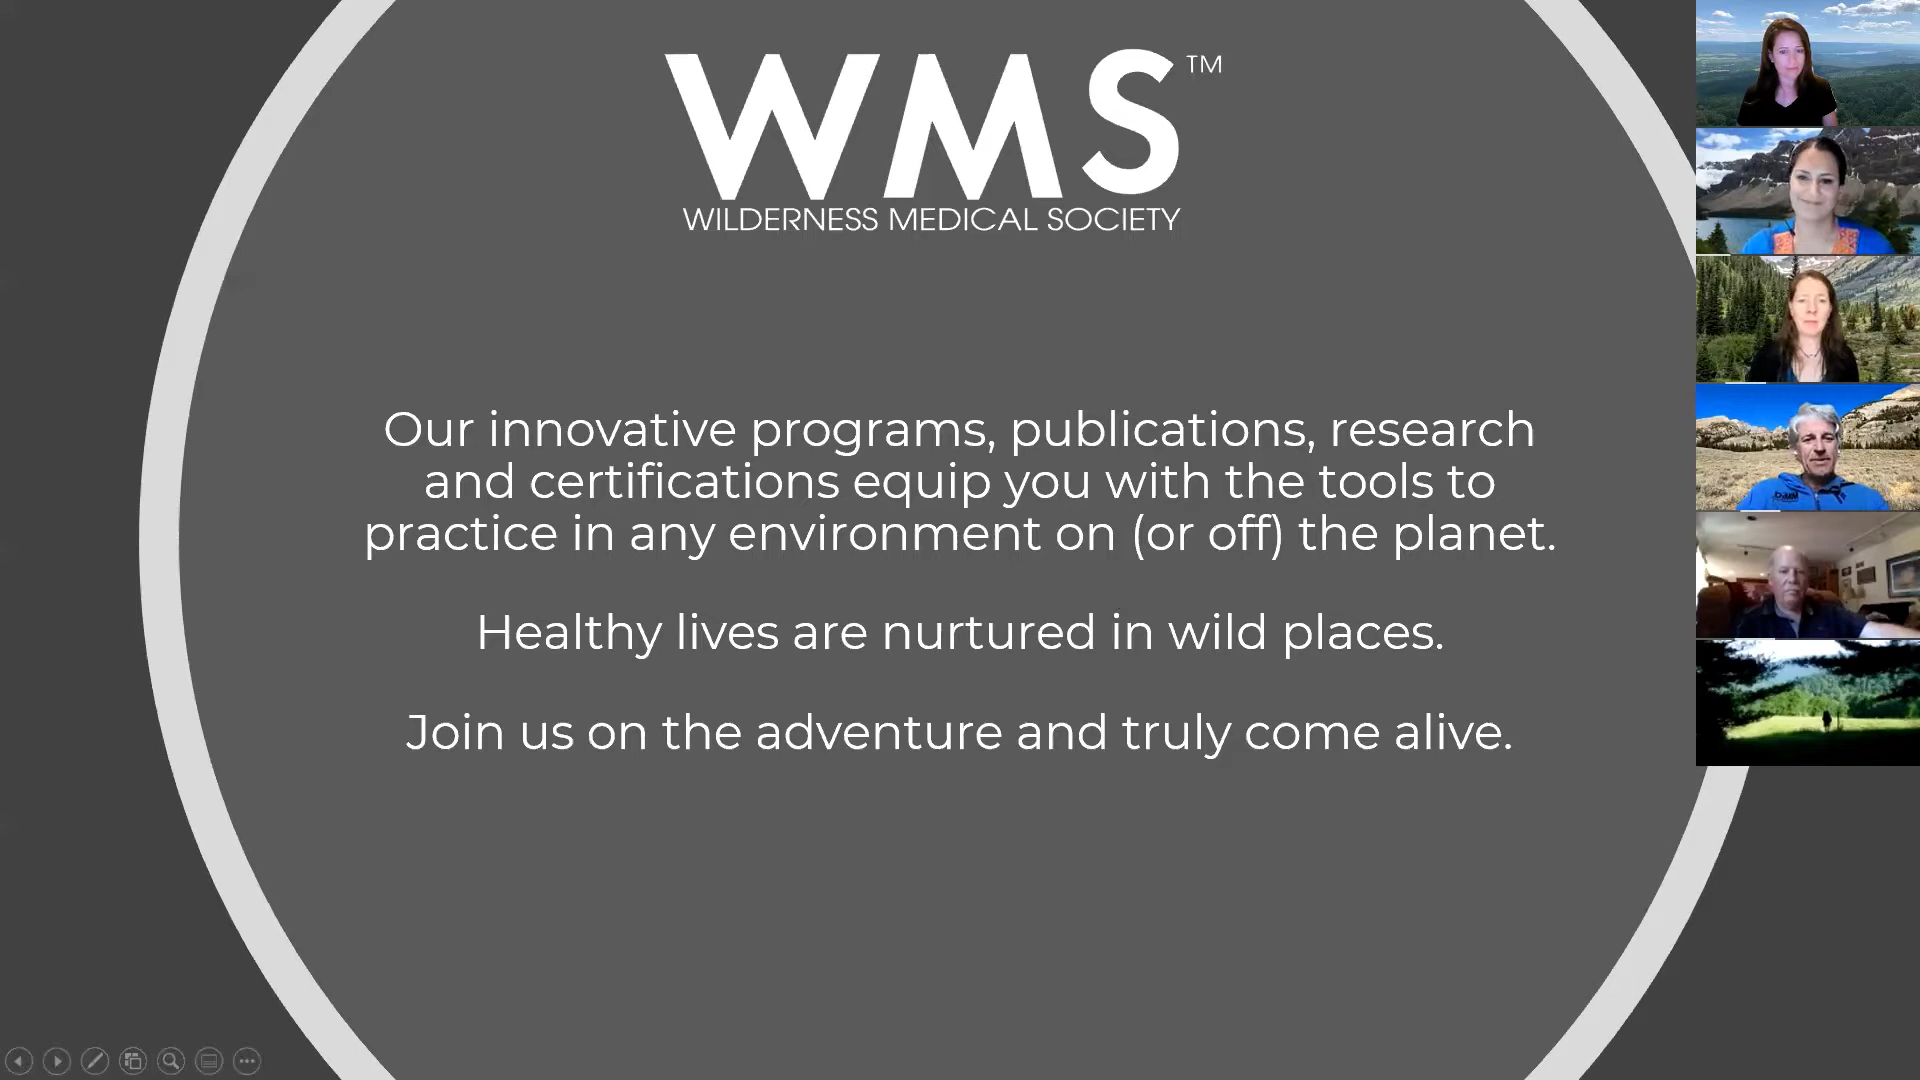 WMS™
WILDERNESS MEDICAL SOCIETY
Our innovative programs, publications, research
and certifications equip you with the tools to
practice in any environment on (or off) the planet.
Healthy lives are nurtured in wild places.
Join us on the adventure and truly come alive.